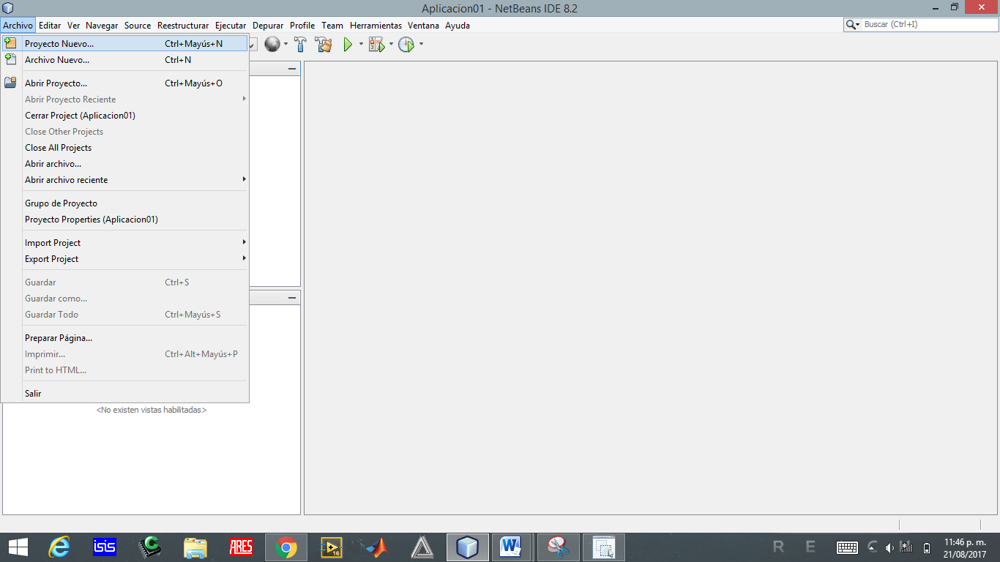 Aplicacion01 - NetBeans IDE 8.2
Archivo Editar Ver Navegar Source Reestructurar Ejecutar Depurar Profile Team Herramientas Ventana Ayuda
Buscar (Ctrl+I)
Proyecto Nuevo... Ctrl+Mayús+N
Archivo Nuevo... Ctrl+N
Abrir Proyecto... Ctrl+Mayús+O
Abrir Proyecto Reciente
Cerrar Project (Aplicacion01)
Close Other Projects
Close All Projects
Abrir archivo...
Abrir archivo reciente
Grupo de Proyecto
Proyecto Properties (Aplicacion01)
Import Project
Export Project
Guardar Ctrl+S
Guardar como...
Guardar Todo Ctrl+Mayús+S
Preparar Página...
Imprimir... Ctrl+Alt+Mayús+P
Print to HTML...
Salir
<No existen vistas habilitadas>
isis
ARES
16
R E
11:46 p. m.
21/08/2017